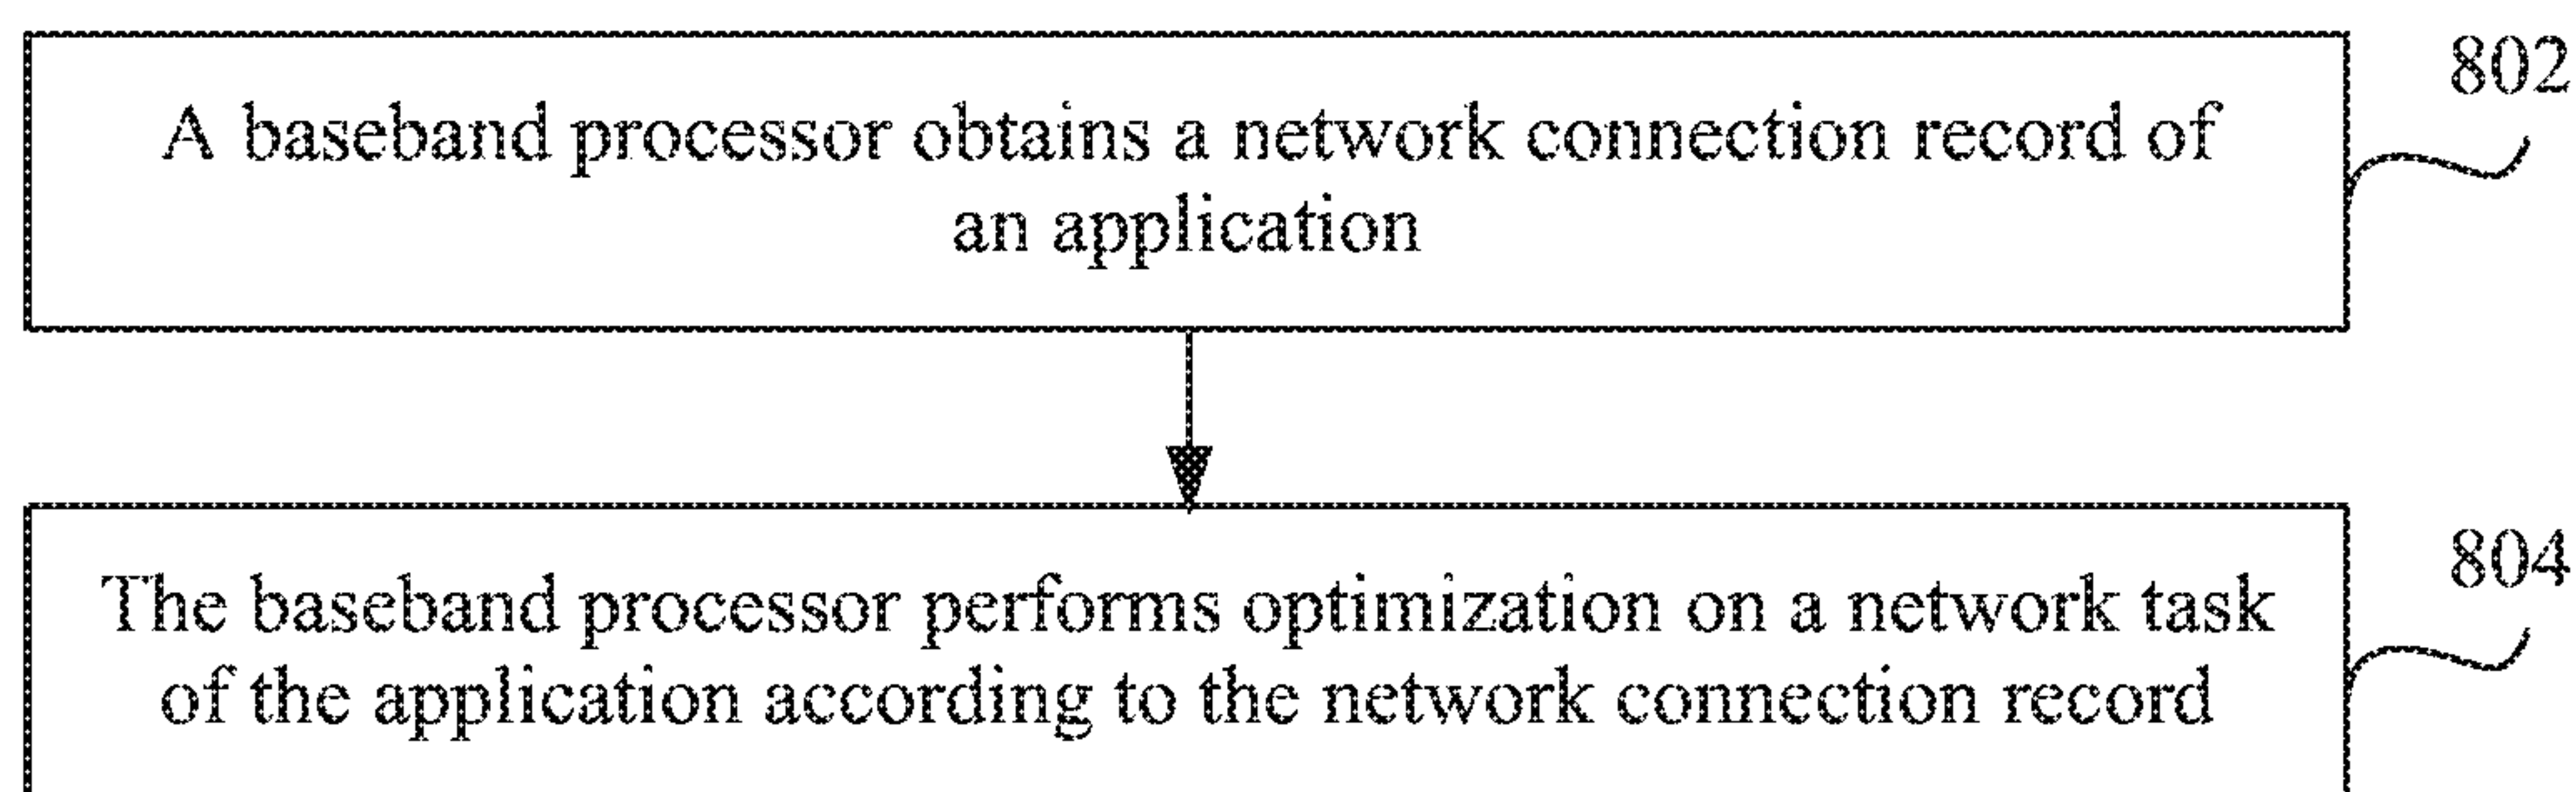 A baseband processor obtains a network connection record of
an application
802
The baseband processor performs optimization on a network task
of the application according to the network connection record
804